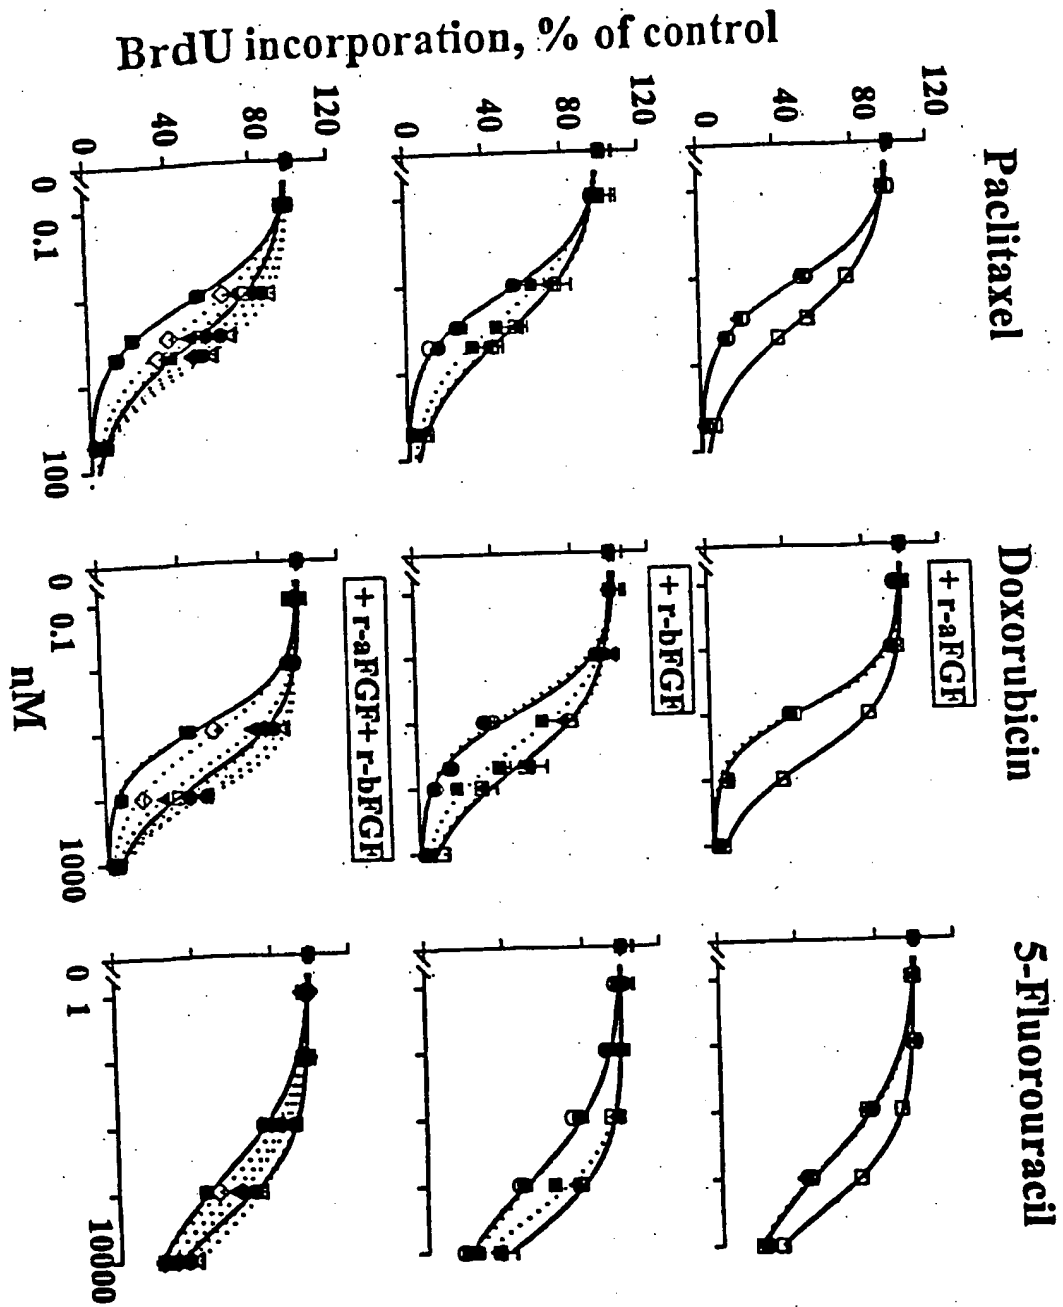 Paclitaxel
Doxorubicin
5-Fluorouracil
BrdU incorporation, % of control
120
80
40
0
+ r-aFGF
120
80
40
0
+ r-bFGF
120
80
40
0
+ r-aFGF+ r-bFGF
0 0.1 100
0 0.1 1000
0 1 10000
nM